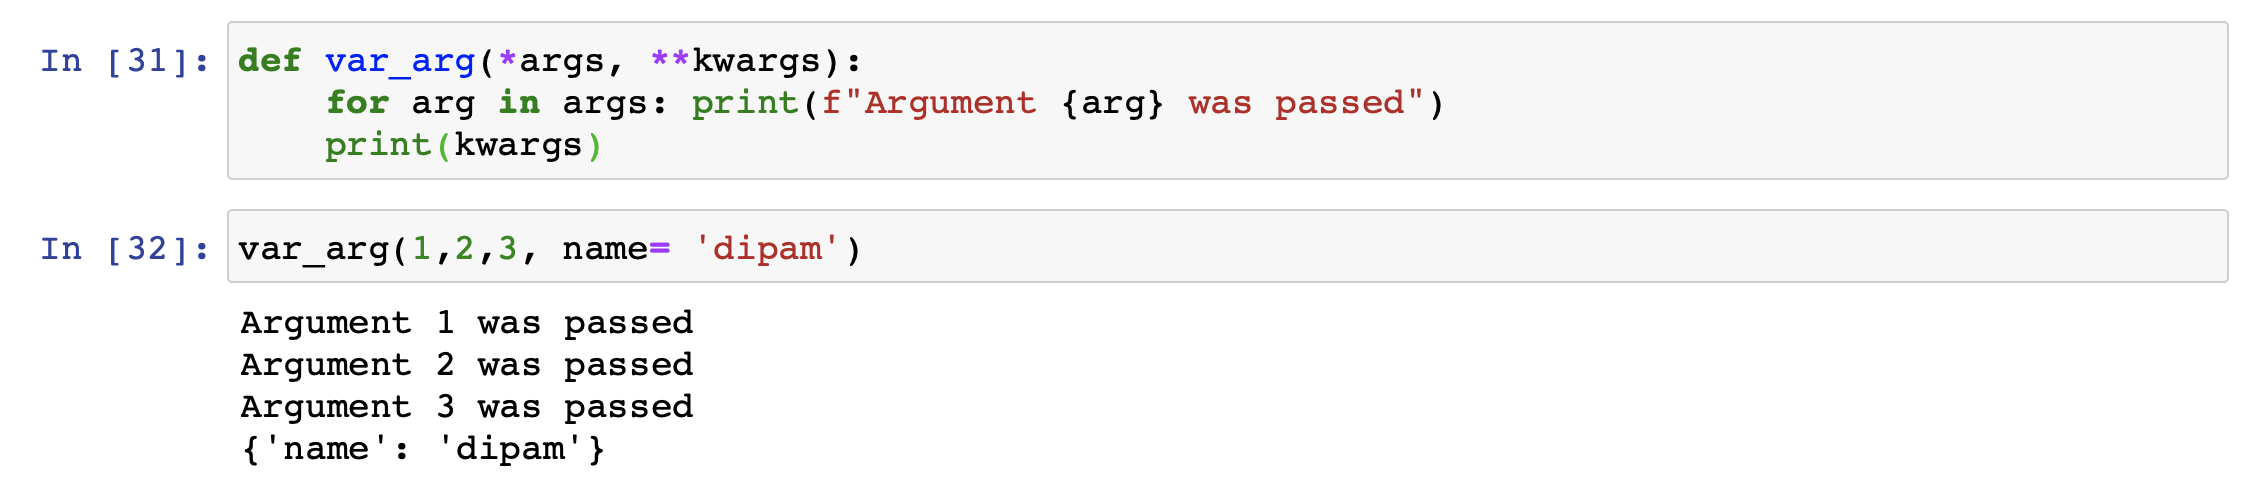 In [31]: def var_arg(*args, **kwargs):
    for arg in args: print(f"Argument {arg} was passed")
    print(kwargs)
In [32]: var_arg(1,2,3, name= 'dipam')
Argument 1 was passed
Argument 2 was passed
Argument 3 was passed
{'name': 'dipam'}